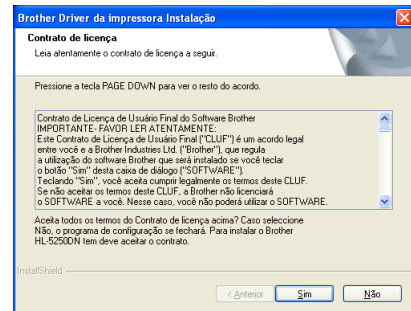 Brother Driver da impressora Instalação
Contrato de licença
Leia atentamente o contrato de licença a seguir.
Pressione a tecla PAGE DOWN para ver o resto do acordo.
Contrato de Licença de Usuário Final do Software Brother
IMPORTANTE- FAVOR LER ATENTAMENTE:
Este Contrato de Licença de Usuário Final ("CLUF") é um acordo legal
entre você e a Brother Industries Ltd. ("Brother"), que regula
a utilização do software Brother que será instalado se você teclar
o botão "Sim" desta caixa de diálogo ("SOFTWARE").
Teclando "Sim", você aceita cumprir legalmente os termos deste CLUF.
Se não aceitar os termos deste CLUF, a Brother não licenciará
o SOFTWARE a você. Nesse caso, você não poderá utilizar o SOFTWARE.
Aceita todos os termos do Contrato de licença acima? Caso seleccione
Não, o programa de configuração se fechará. Para instalar o Brother
HL-5250DN tem deve aceitar o contrato.
InstallShield
< Anterior
Sim
Não